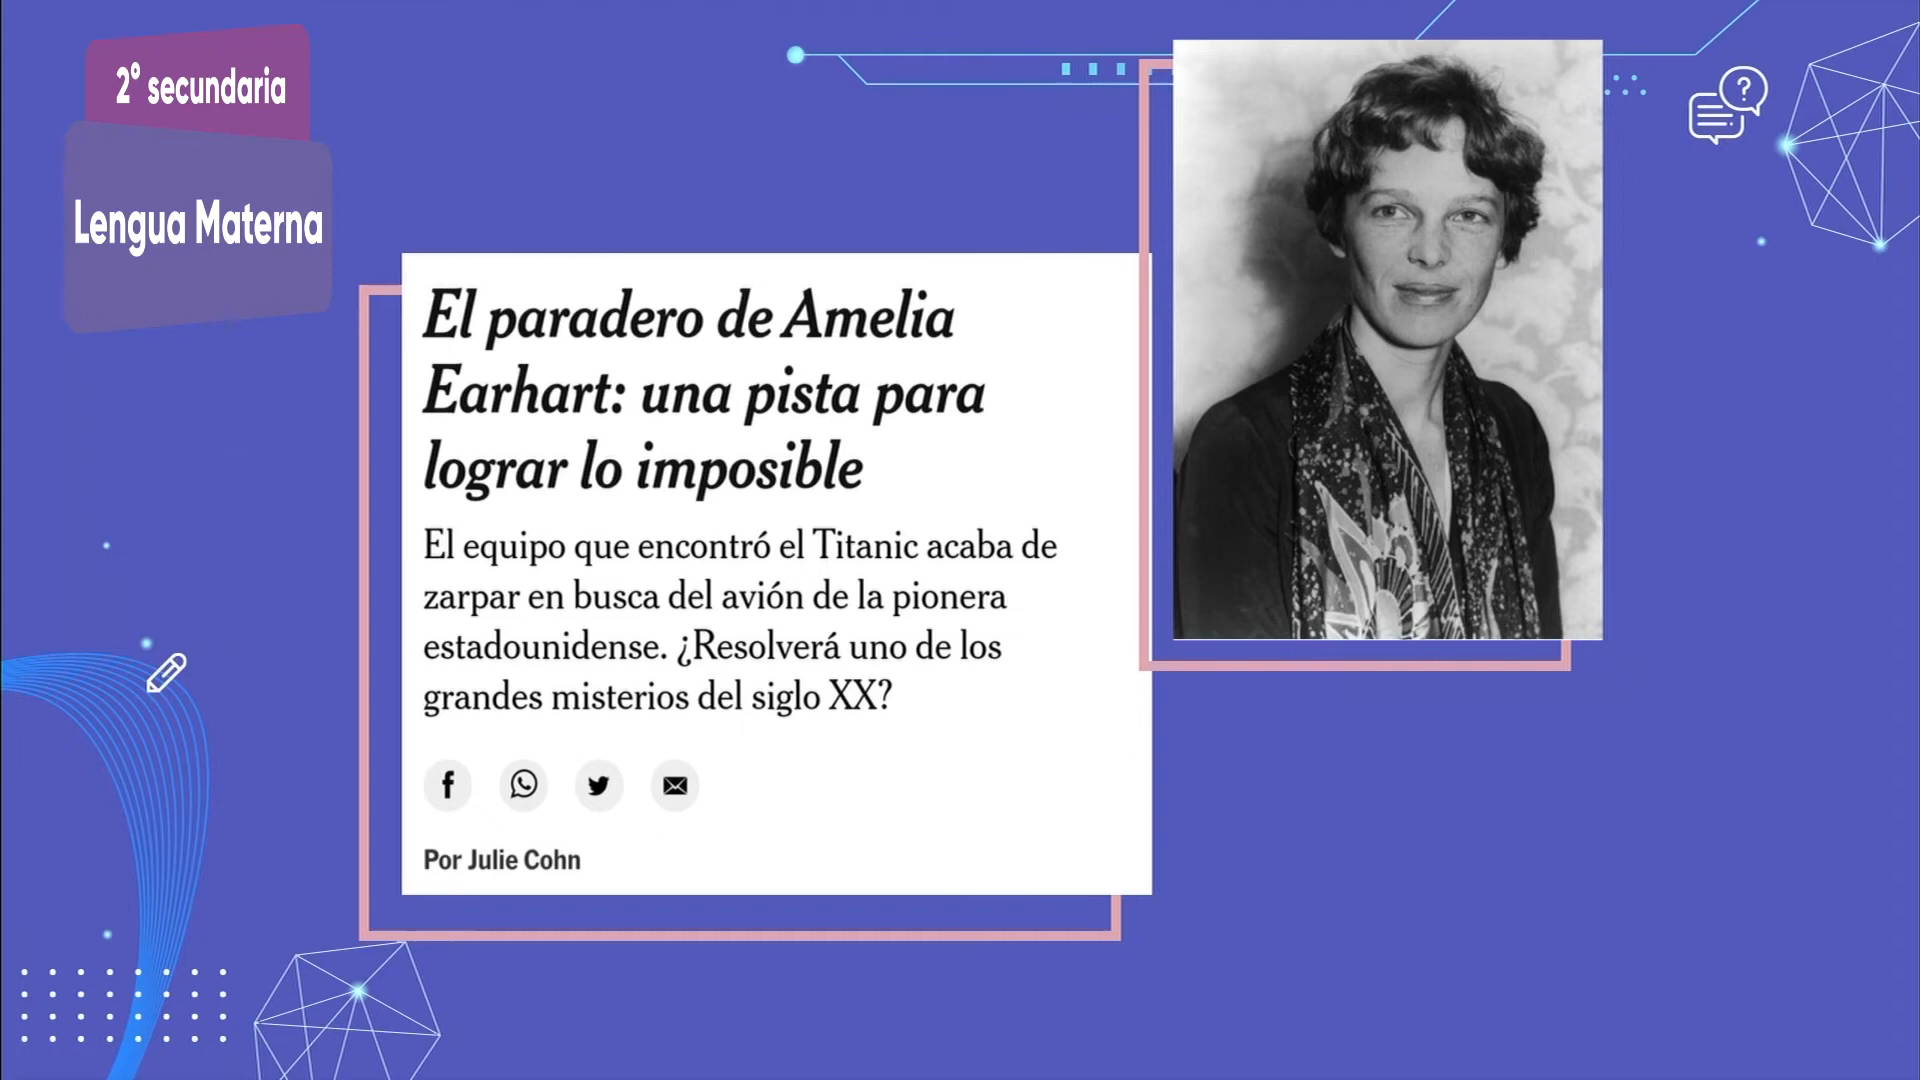 2° secundaria
Lengua Materna
El paradero de Amelia
Earhart: una pista para
lograr lo imposible
El equipo que encontró el Titanic acaba de
zarpar en busca del avión de la pionera
estadounidense. ¿Resolverá uno de los
grandes misterios del siglo XX?
Por Julie Cohn